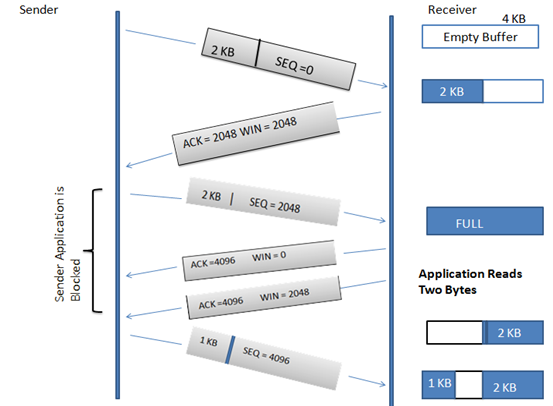 Sender
Receiver
4 KB
Empty Buffer
2 KB SEQ =0
2 KB
ACK = 2048 WIN = 2048
Sender Application is
Blocked
2 KB | SEQ = 2048
FULL
ACK =4096 WIN = 0
Application Reads
Two Bytes
ACK =4096 WIN = 2048
2 KB
1 KB SEQ = 4096
1 KB
2 KB